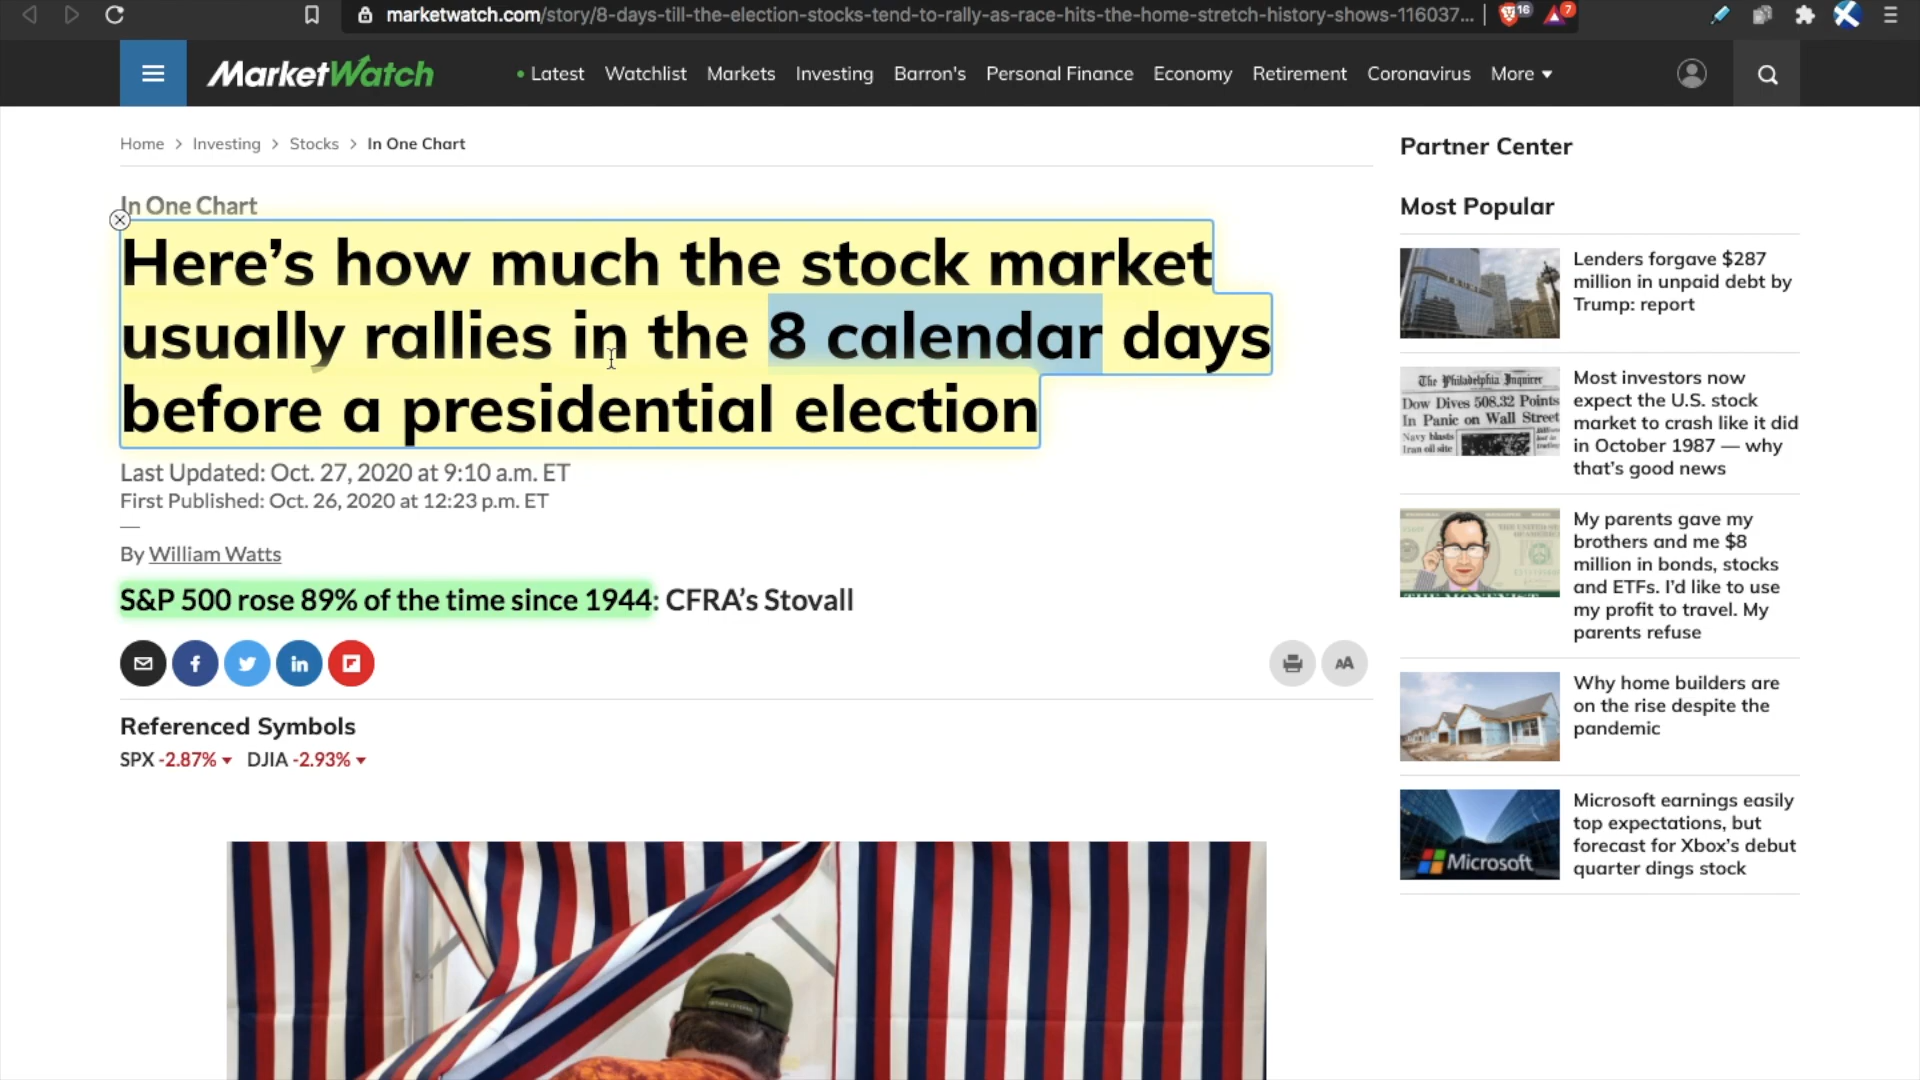 marketwatch.com/story/8-days-till-the-election-stocks-tend-to-rally-as-race-hits-the-home-stretch-history-shows-116037...
16
7
MarketWatch
Latest Watchlist Markets Investing Barron's Personal Finance Economy Retirement Coronavirus More
Home > Investing > Stocks > In One Chart
In One Chart
Here's how much the stock market
usually rallies in the 8 calendar days
before a presidential election
Last Updated: Oct. 27, 2020 at 9:10 a.m. ET
First Published: Oct. 26, 2020 at 12:23 p.m. ET
By William Watts
S&P 500 rose 89% of the time since 1944: CFRA's Stovall
AA
Referenced Symbols
SPX -2.87% DJIA -2.93%
Partner Center
Most Popular
Lenders forgave $287
million in unpaid debt by
Trump: report
The Philadelphia Inquirer
Dow Dives 508.32 Points
In Panic on Wall Street
Navy blasts
Iran oil site
Most investors now
expect the U.S. stock
market to crash like it did
in October 1987 — why
that's good news
THE MONEYIST
My parents gave my
brothers and me $8
million in bonds, stocks
and ETFs. I'd like to use
my profit to travel. My
parents refuse
Why home builders are
on the rise despite the
pandemic
Microsoft
Microsoft earnings easily
top expectations, but
forecast for Xbox's debut
quarter dings stock